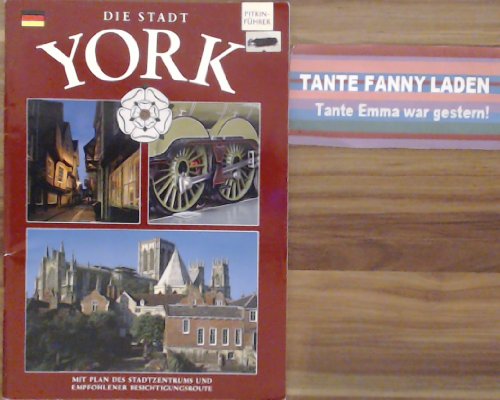 DIE STADT
YORK
PITKIN-
FÜHRER
MIT PLAN DES STADTZENTRUMS UND
EMPFOHLENER BESICHTIGUNGSROUTE
TANTE FANNY LADEN
Tante Emma war gestern!